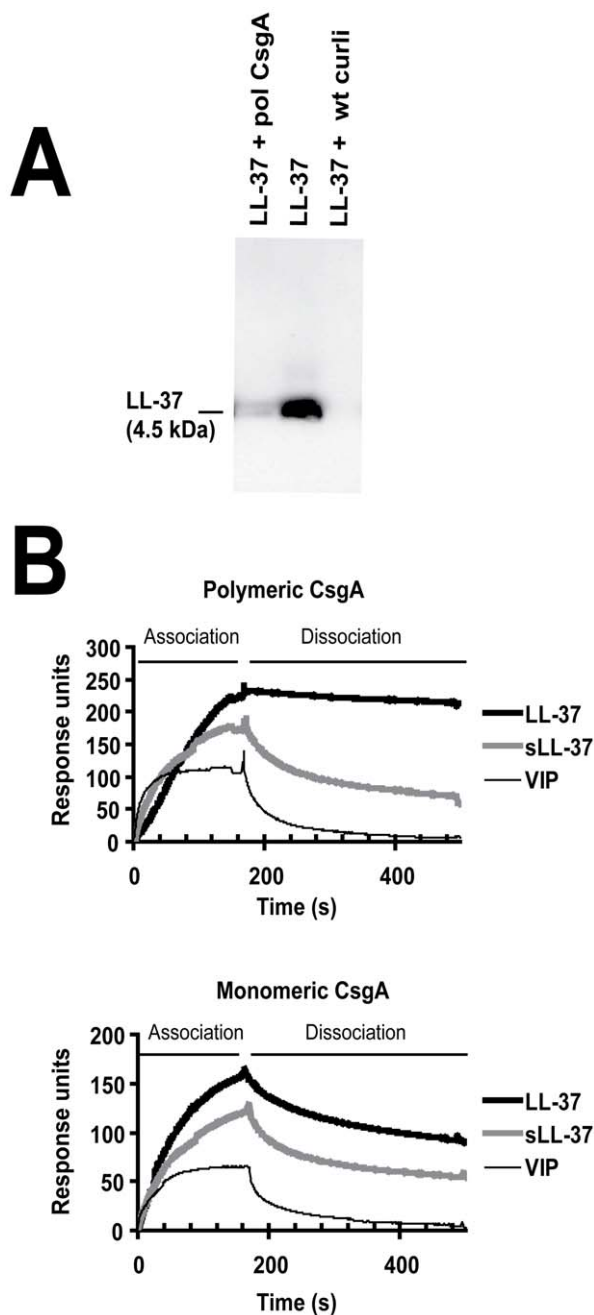 A
LL-37 + pol CsgA
LL-37
LL-37 + wt curli
LL-37
(4.5 kDa)
B
Polymeric CsgA
Association Dissociation
Response units
300
250
200
150
100
50
0
0 200 400
Time (s)
LL-37
sLL-37
VIP
Monomeric CsgA
Association Dissociation
Response units
200
150
100
50
0
0 200 400
Time (s)
LL-37
sLL-37
VIP